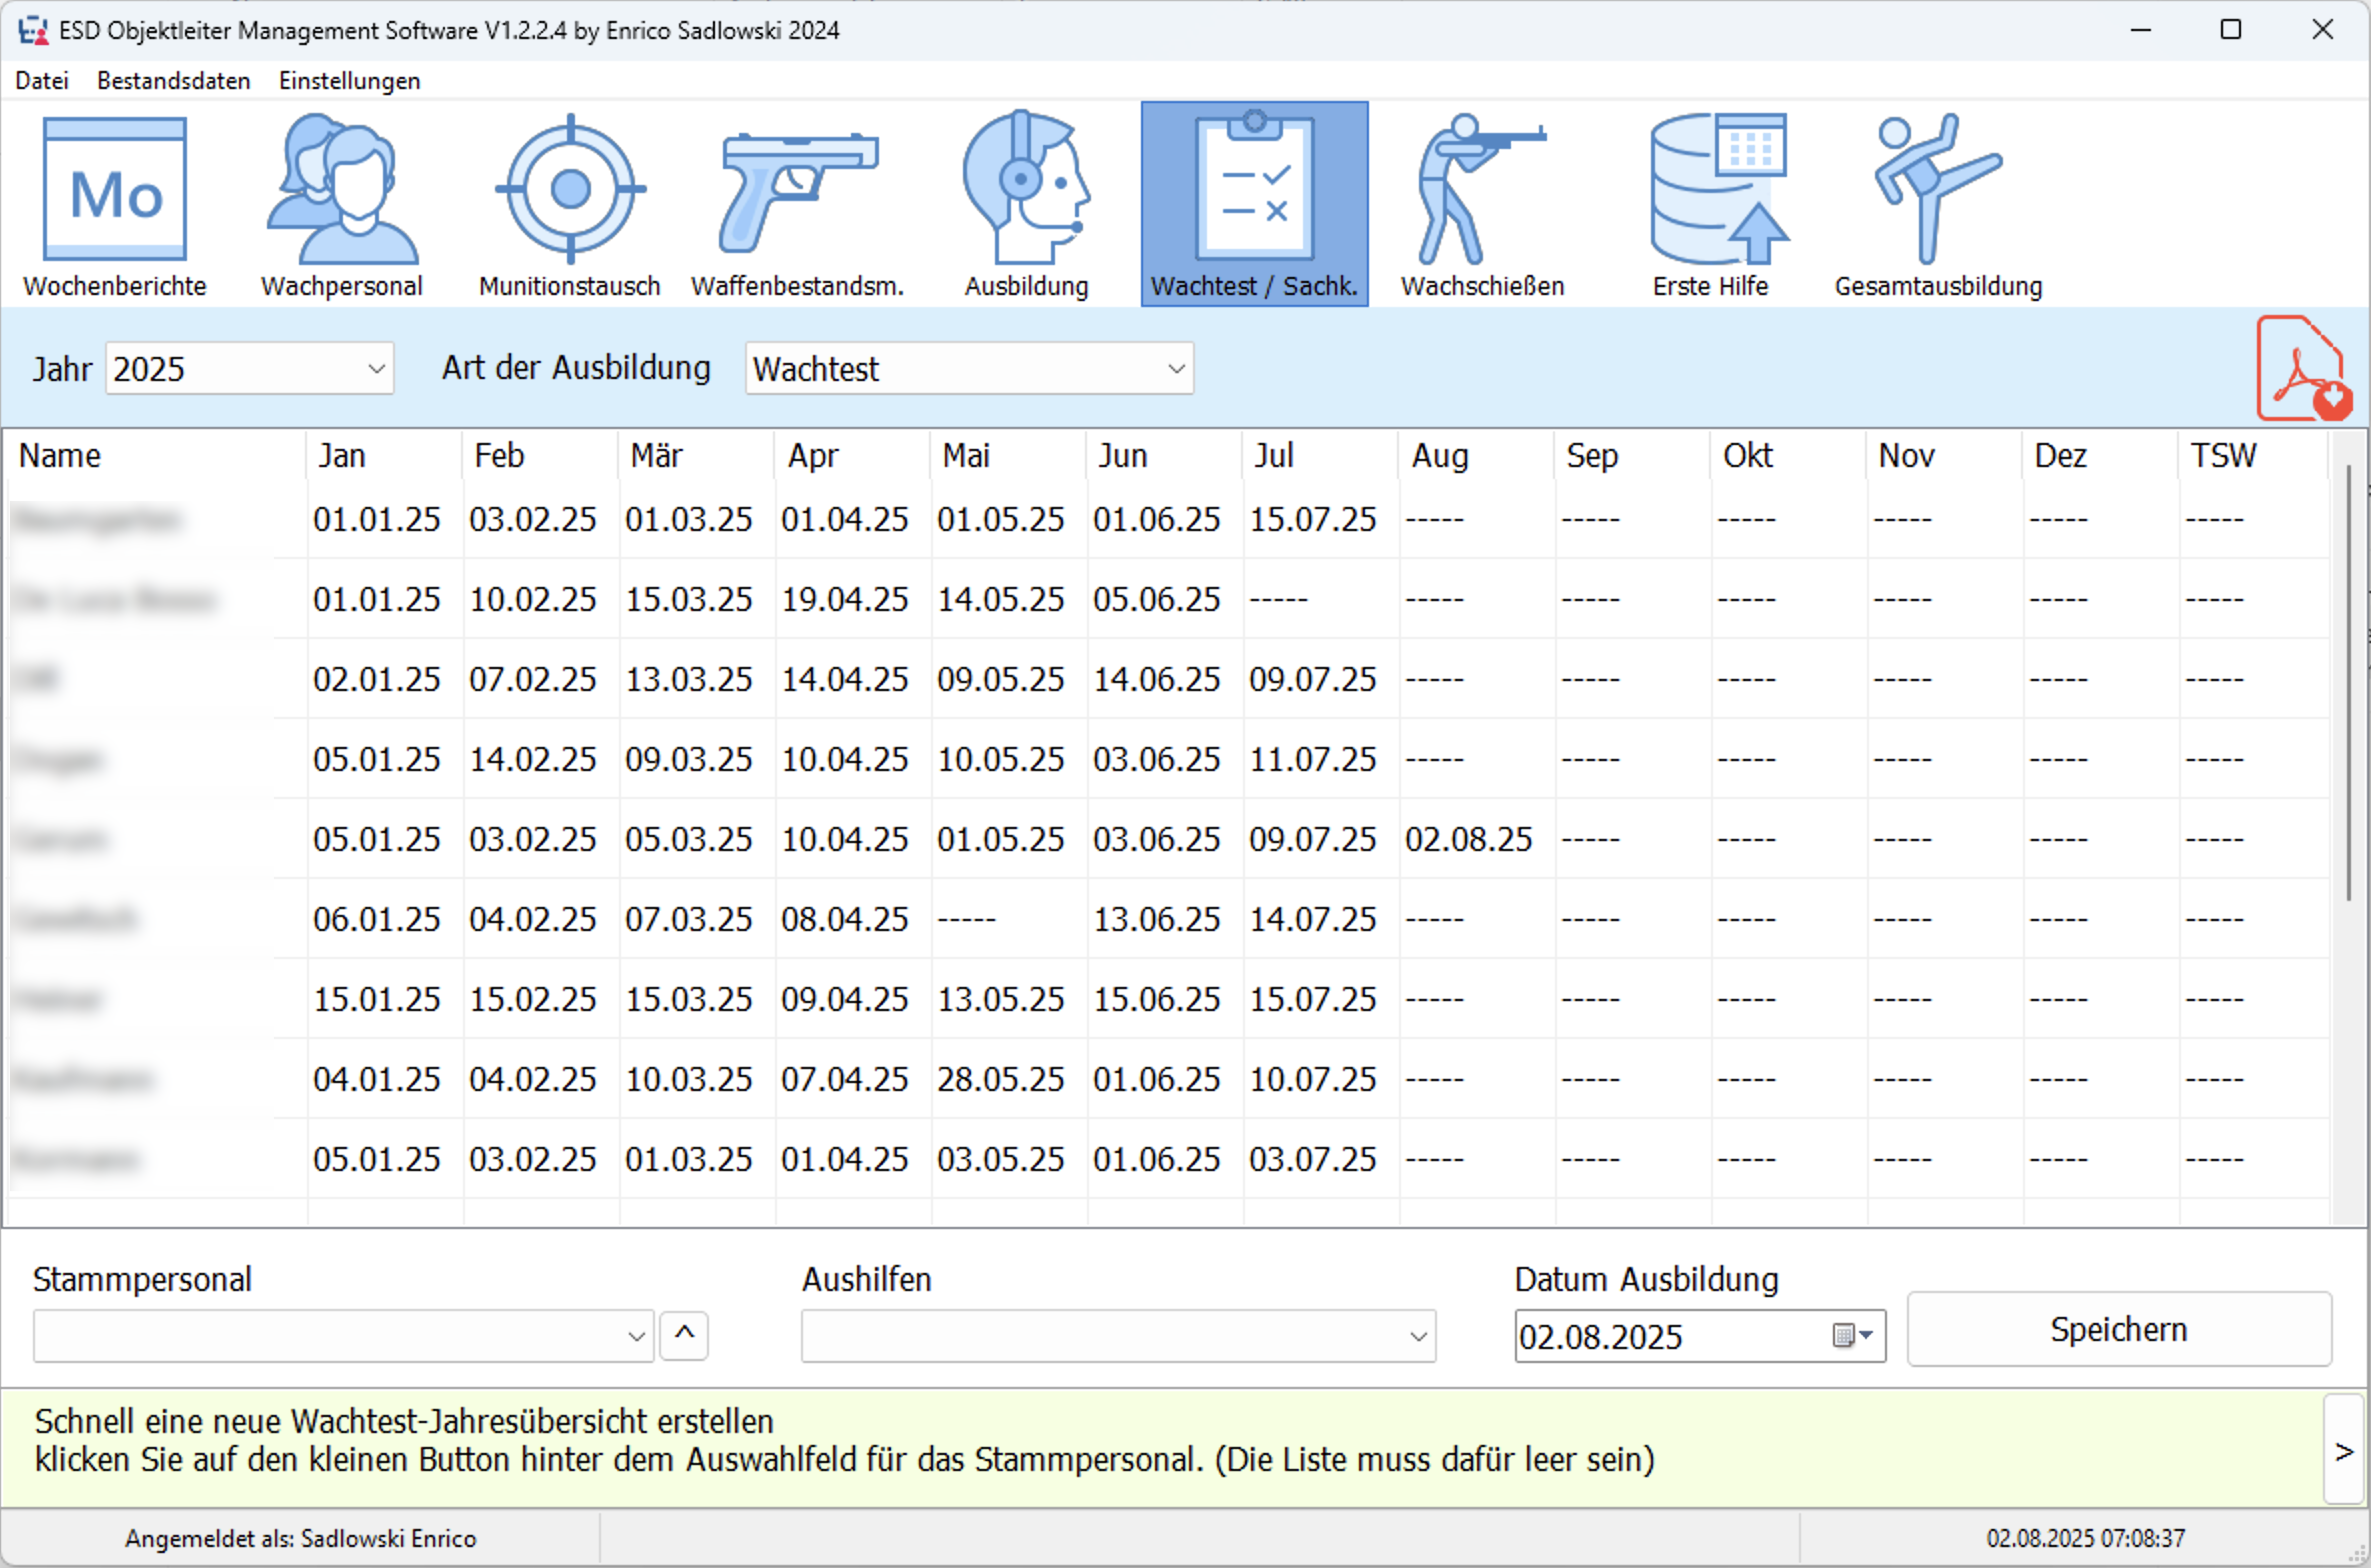 ESD Objektleiter Management Software V1.2.2.4 by Enrico Sadlowski 2024
Datei Bestandsdaten Einstellungen
Mo
Wochenberichte Wachpersonal Munitionstausch Waffenbestandsm. Ausbildung Wachtest / Sachk. Wachschießen Erste Hilfe Gesamtausbildung
Jahr 2025 Art der Ausbildung Wachtest
Name Jan Feb Mär Apr Mai Jun Jul Aug Sep Okt Nov Dez TSW
01.01.25 03.02.25 01.03.25 01.04.25 01.05.25 01.06.25 15.07.25 ----- ----- ----- ----- ----- -----
01.01.25 10.02.25 15.03.25 19.04.25 14.05.25 05.06.25 ----- ----- ----- ----- ----- ----- -----
02.01.25 07.02.25 13.03.25 14.04.25 09.05.25 14.06.25 09.07.25 ----- ----- ----- ----- ----- -----
05.01.25 14.02.25 09.03.25 10.04.25 10.05.25 03.06.25 11.07.25 ----- ----- ----- ----- ----- -----
05.01.25 03.02.25 05.03.25 10.04.25 01.05.25 03.06.25 09.07.25 02.08.25 ----- ----- ----- ----- -----
06.01.25 04.02.25 07.03.25 08.04.25 ----- 13.06.25 14.07.25 ----- ----- ----- ----- ----- -----
15.01.25 15.02.25 15.03.25 09.04.25 13.05.25 15.06.25 15.07.25 ----- ----- ----- ----- ----- -----
04.01.25 04.02.25 10.03.25 07.04.25 28.05.25 01.06.25 10.07.25 ----- ----- ----- ----- ----- -----
05.01.25 03.02.25 01.03.25 01.04.25 03.05.25 01.06.25 03.07.25 ----- ----- ----- ----- ----- -----
Stammpersonal Aushilfen Datum Ausbildung
^ 02.08.2025 Speichern
Schnell eine neue Wachtest-Jahresübersicht erstellen
klicken Sie auf den kleinen Button hinter dem Auswahlfeld für das Stammpersonal. (Die Liste muss dafür leer sein)
>
Angemeldet als: Sadlowski Enrico 02.08.2025 07:08:37